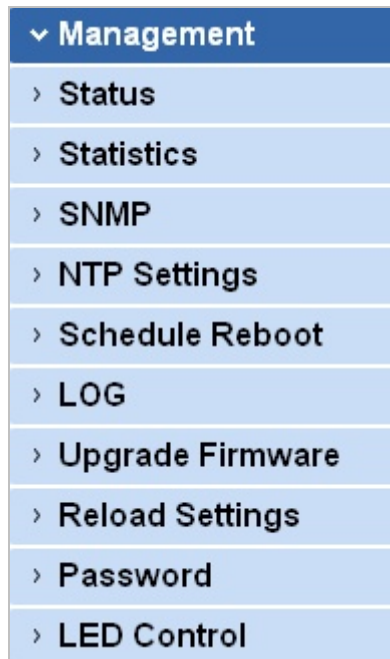 Management
Status
Statistics
SNMP
NTP Settings
Schedule Reboot
LOG
Upgrade Firmware
Reload Settings
Password
LED Control